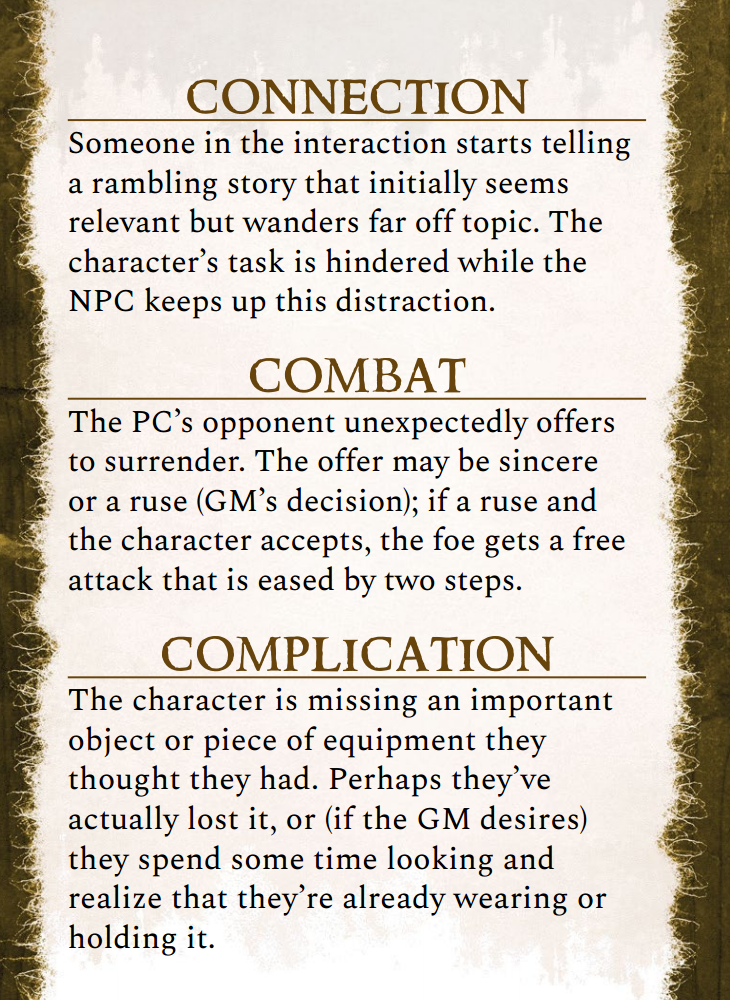 CONNECTION
Someone in the interaction starts telling
a rambling story that initially seems
relevant but wanders far off topic. The
character’s task is hindered while the
NPC keeps up this distraction.
COMBAT
The PC’s opponent unexpectedly offers
to surrender. The offer may be sincere
or a ruse (GM’s decision); if a ruse and
the character accepts, the foe gets a free
attack that is eased by two steps.
COMPLICATION
The character is missing an important
object or piece of equipment they
thought they had. Perhaps they’ve
actually lost it, or (if the GM desires)
they spend some time looking and
realize that they’re already wearing or
holding it.